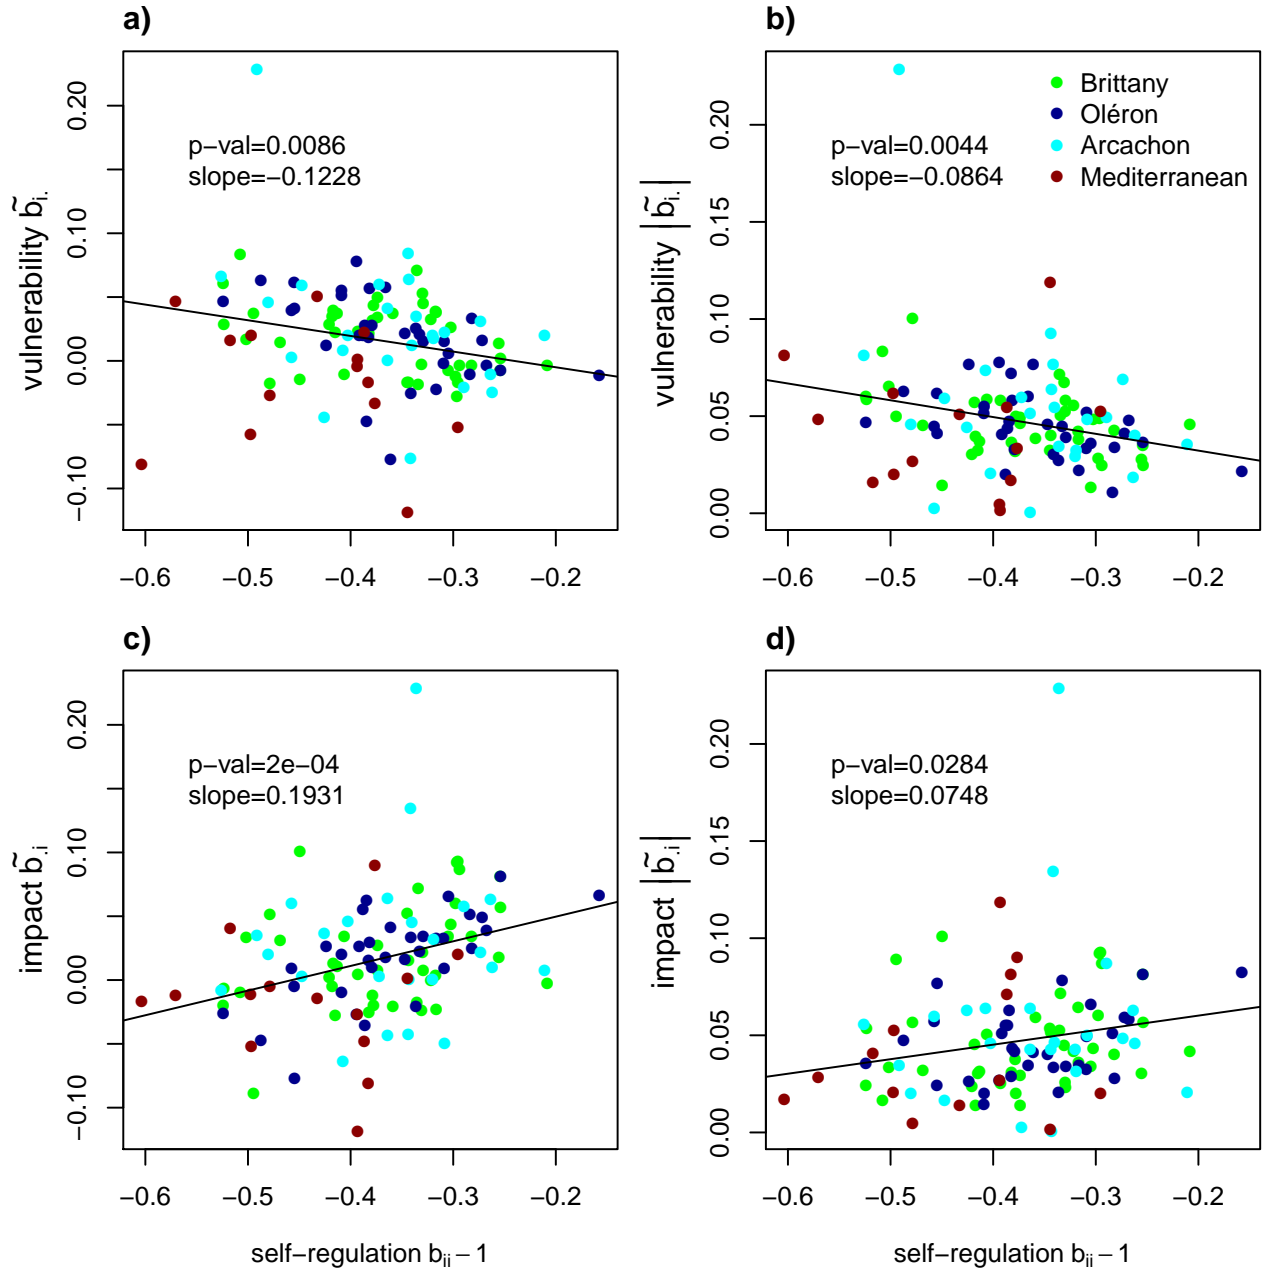 a)
vulnerability b̃i.
0.20
0.10
0.00
−0.10
p−val=0.0086
slope=−0.1228
−0.6 −0.5 −0.4 −0.3 −0.2
b)
vulnerability |b̃i.|
0.20
0.15
0.10
0.05
0.00
p−val=0.0044
slope=−0.0864
Brittany
Oléron
Arcachon
Mediterranean
−0.6 −0.5 −0.4 −0.3 −0.2
c)
impact b̃.i
0.20
0.10
0.00
−0.10
p−val=2e−04
slope=0.1931
−0.6 −0.5 −0.4 −0.3 −0.2
self−regulation bii − 1
d)
impact |b̃.i|
0.20
0.15
0.10
0.05
0.00
p−val=0.0284
slope=0.0748
−0.6 −0.5 −0.4 −0.3 −0.2
self−regulation bii − 1